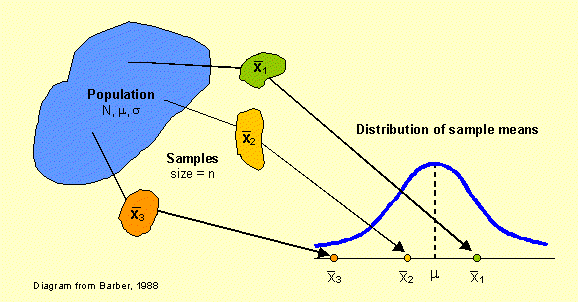 x̄₁
Population
N, μ, σ
x̄₂
Distribution of sample means
Samples
size = n
x̄₃
x̄₃ x̄₂ μ x̄₁
Diagram from Barber, 1988